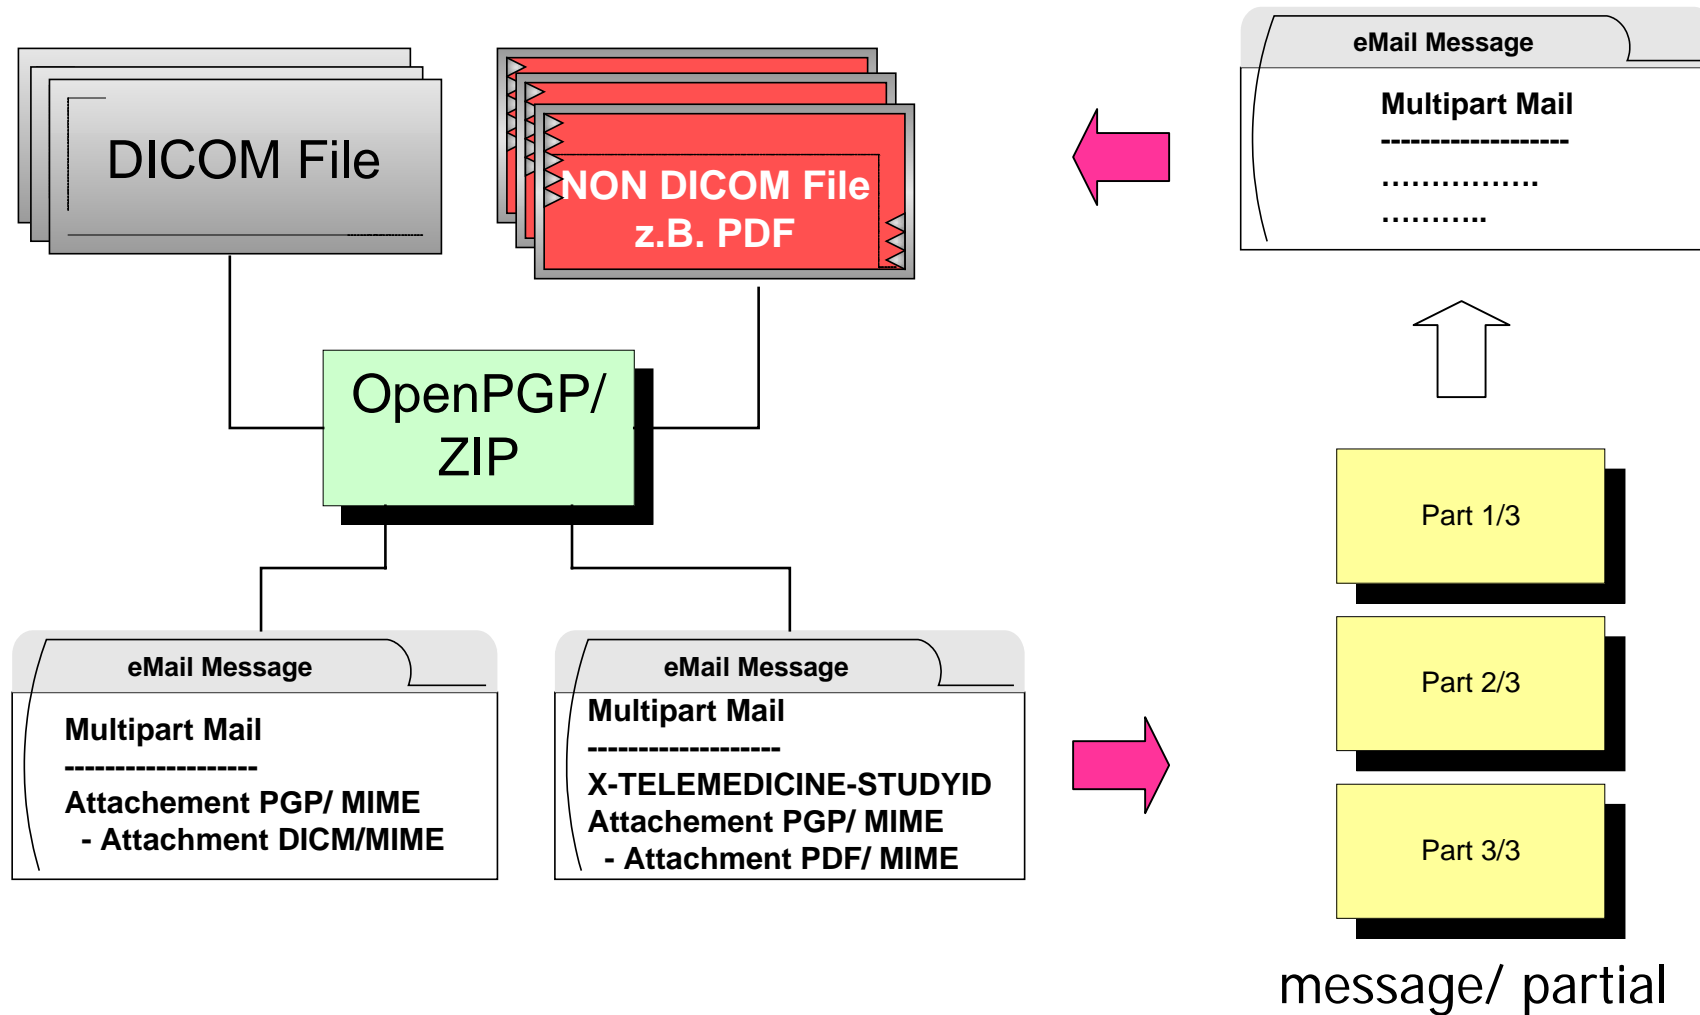 DICOM File
NON DICOM File
z.B. PDF
eMail Message
Multipart Mail
-------------------
................
...........
OpenPGP/
ZIP
eMail Message
Multipart Mail
-------------------
Attachement PGP/ MIME
- Attachment DICM/MIME
eMail Message
Multipart Mail
-------------------
X-TELEMEDICINE-STUDYID
Attachement PGP/ MIME
- Attachment PDF/ MIME
Part 1/3
Part 2/3
Part 3/3
message/ partial